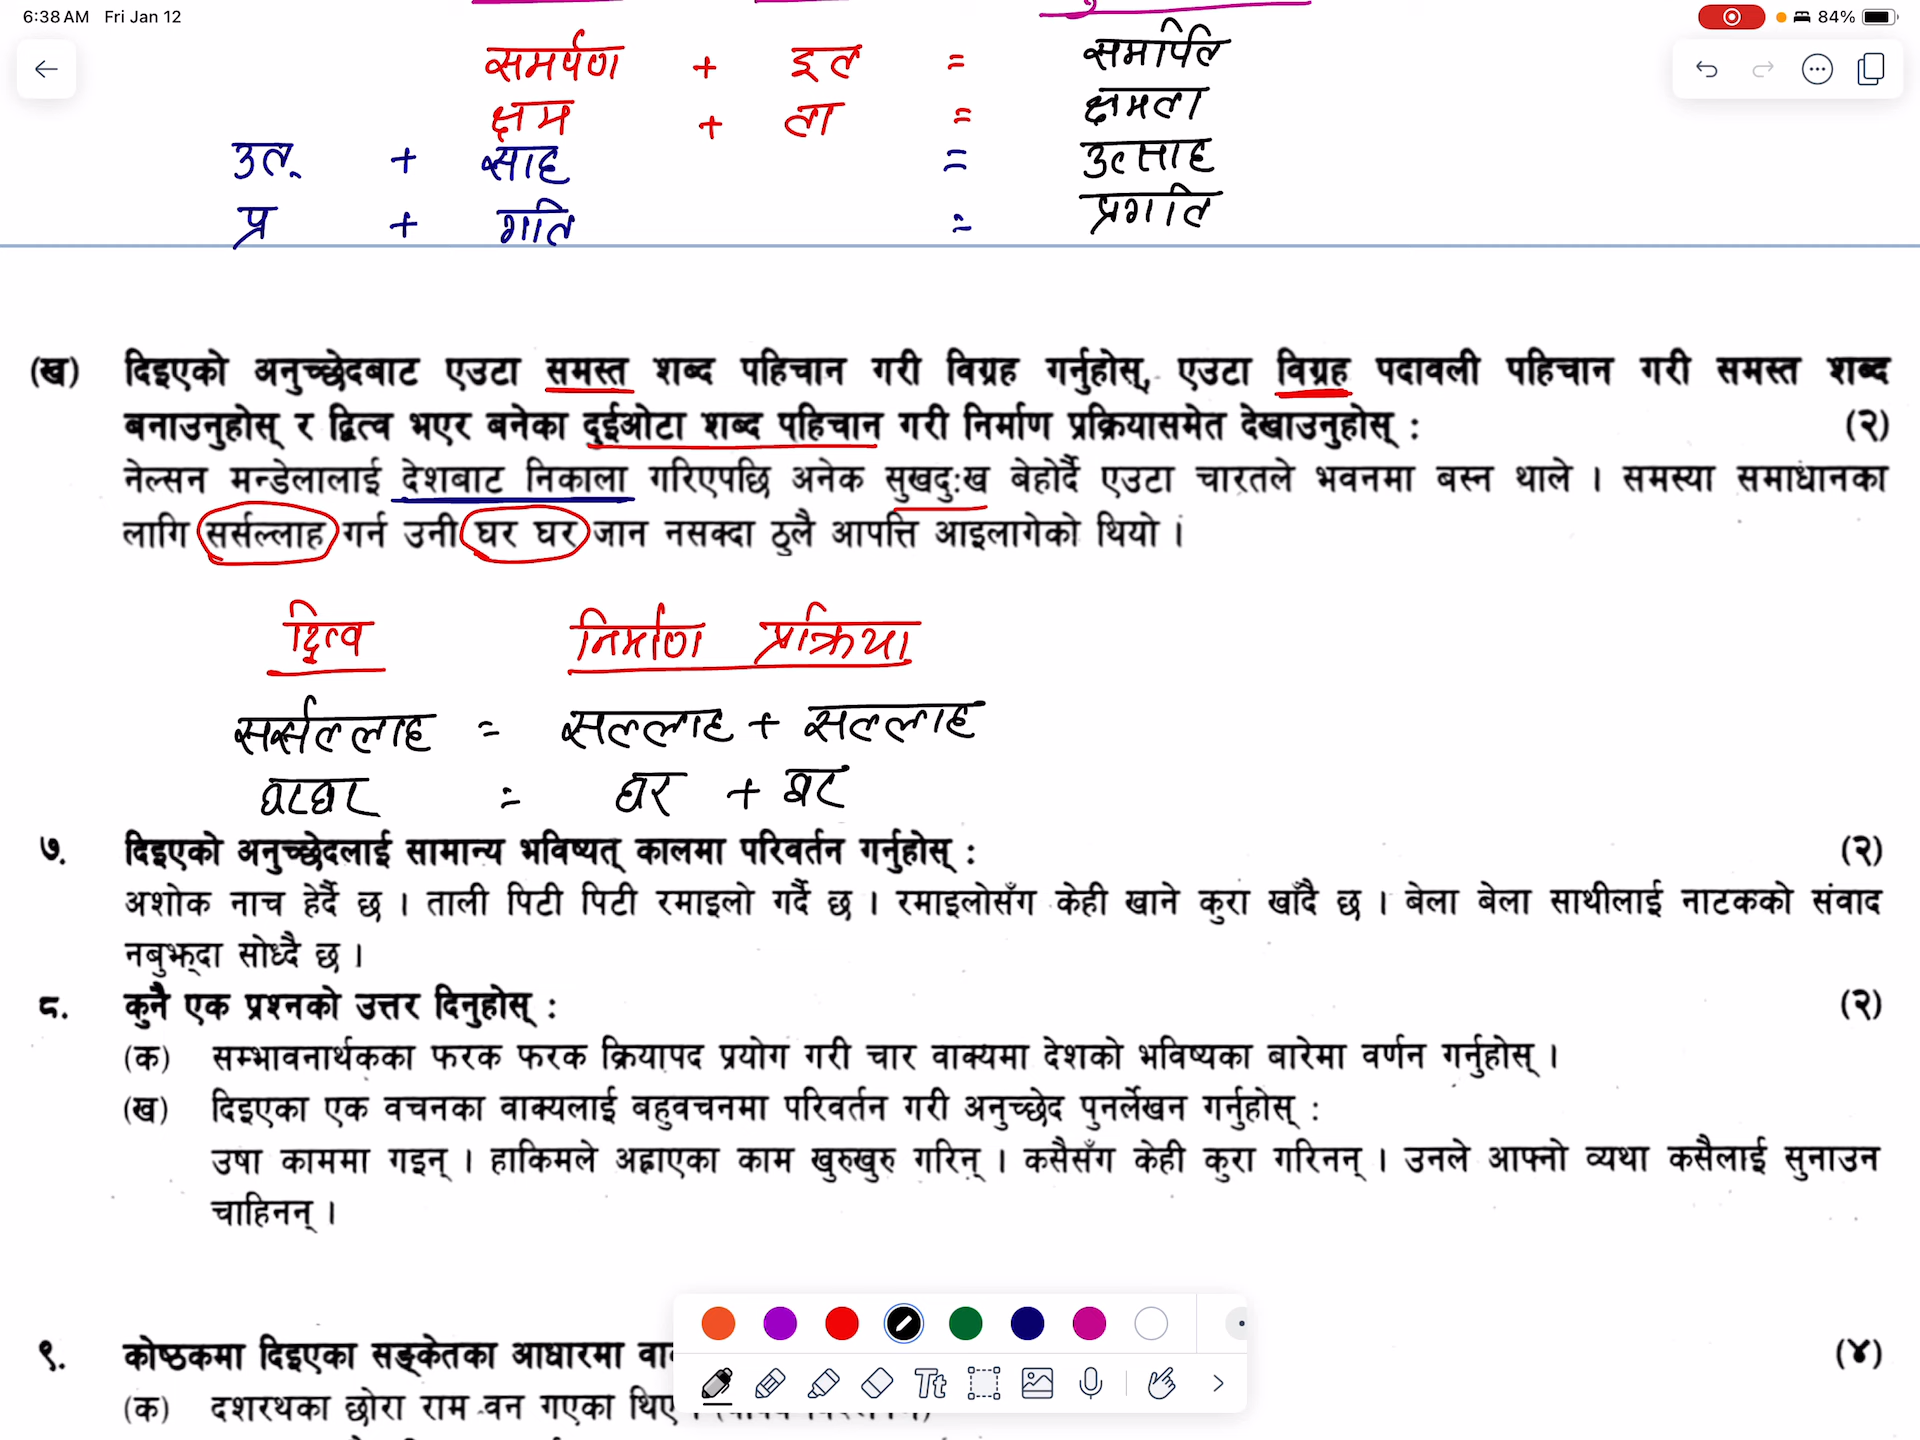 6:38 AM Fri Jan 12
84%
समर्पण + इत = समर्पित
क्षम + ता = क्षमता
उत् + साह = उत्साह
प्र + गति = प्रगति
(ख) दिइएको अनुच्छेदबाट एउटा समस्त शब्द पहिचान गरी विग्रह गर्नुहोस्, एउटा विग्रह पदावली पहिचान गरी समस्त शब्द
बनाउनुहोस् र द्वित्व भएर बनेका दुईओटा शब्द पहिचान गरी निर्माण प्रक्रियासमेत देखाउनुहोस् : (२)
नेल्सन मन्डेलालाई देशबाट निकाला गरिएपछि अनेक सुखदुःख बेहोर्दै एउटा चारतले भवनमा बस्न थाले । समस्या समाधानका
लागि सर्सल्लाह गर्न उनी घर घर जान नसक्दा ठुलै आपत्ति आइलागेको थियो ।
द्वित्व निर्माण प्रक्रिया
सर्सल्लाह = सल्लाह + सल्लाह
घरघर = घर + घर
७. दिइएको अनुच्छेदलाई सामान्य भविष्यत् कालमा परिवर्तन गर्नुहोस् : (२)
अशोक नाच हेर्दै छ । ताली पिटी पिटी रमाइलो गर्दै छ । रमाइलोसँग केही खाने कुरा खाँदै छ । बेला बेला साथीलाई नाटकको संवाद
नबुझ्दा सोध्दै छ ।
८. कुनै एक प्रश्नको उत्तर दिनुहोस् : (२)
(क) सम्भावनार्थकका फरक फरक क्रियापद प्रयोग गरी चार वाक्यमा देशको भविष्यका बारेमा वर्णन गर्नुहोस् ।
(ख) दिइएका एक वचनका वाक्यलाई बहुवचनमा परिवर्तन गरी अनुच्छेद पुनर्लेखन गर्नुहोस् :
उषा काममा गइन् । हाकिमले अह्राएका काम खुरुखुरु गरिन् । कसैसँग केही कुरा गरिनन् । उनले आफ्नो व्यथा कसैलाई सुनाउन
चाहिनन् ।
९. कोष्ठकमा दिइएका सङ्केतका आधारमा (४)
(क) दशरथका छोरा राम वन गएका
Tt